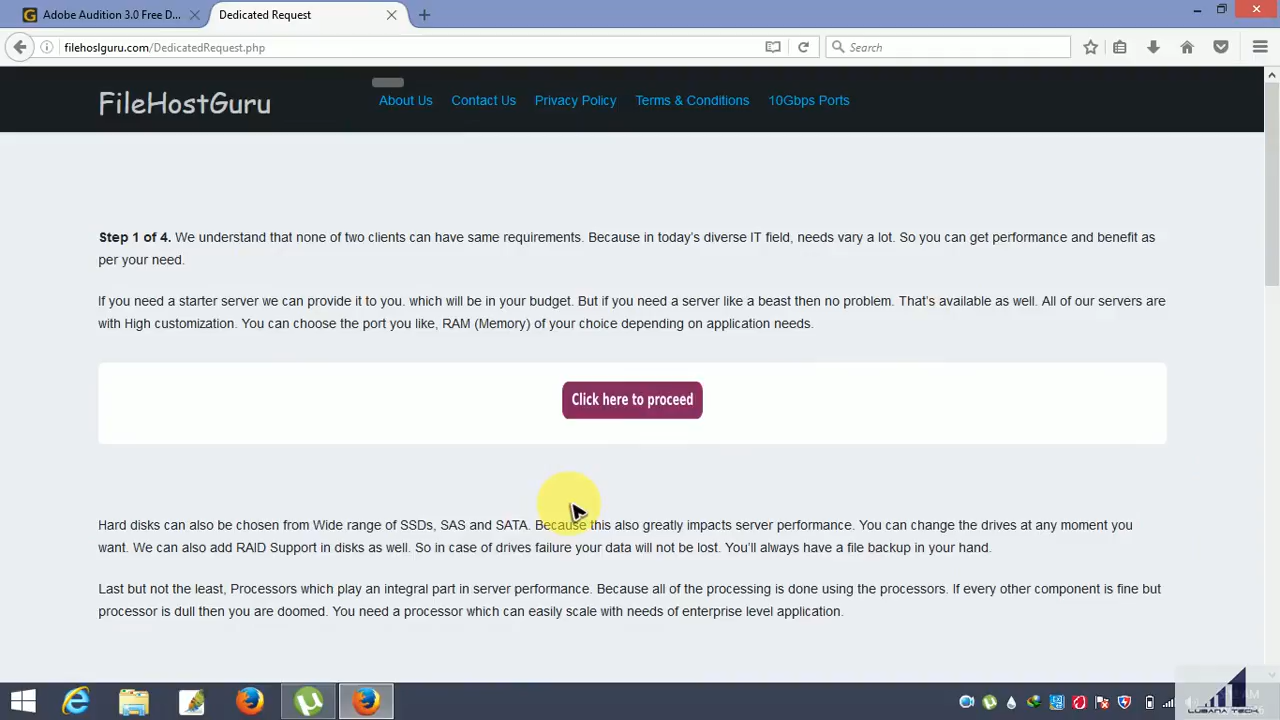 Adobe Audition 3.0 Free D...
Dedicated Request
filehoslguru.com/DedicatedRequest.php
Search
FileHostGuru
About Us
Contact Us
Privacy Policy
Terms & Conditions
10Gbps Ports
Step 1 of 4. We understand that none of two clients can have same requirements. Because in today's diverse IT field, needs vary a lot. So you can get performance and benefit as
per your need.
If you need a starter server we can provide it to you. which will be in your budget. But if you need a server like a beast then no problem. That's available as well. All of our servers are
with High customization. You can choose the port you like, RAM (Memory) of your choice depending on application needs.
Click here to proceed
Hard disks can also be chosen from Wide range of SSDs, SAS and SATA. Because this also greatly impacts server performance. You can change the drives at any moment you
want. We can also add RAID Support in disks as well. So in case of drives failure your data will not be lost. You'll always have a file backup in your hand.
Last but not the least, Processors which play an integral part in server performance. Because all of the processing is done using the processors. If every other component is fine but
processor is dull then you are doomed. You need a processor which can easily scale with needs of enterprise level application.
LUBANA TECH